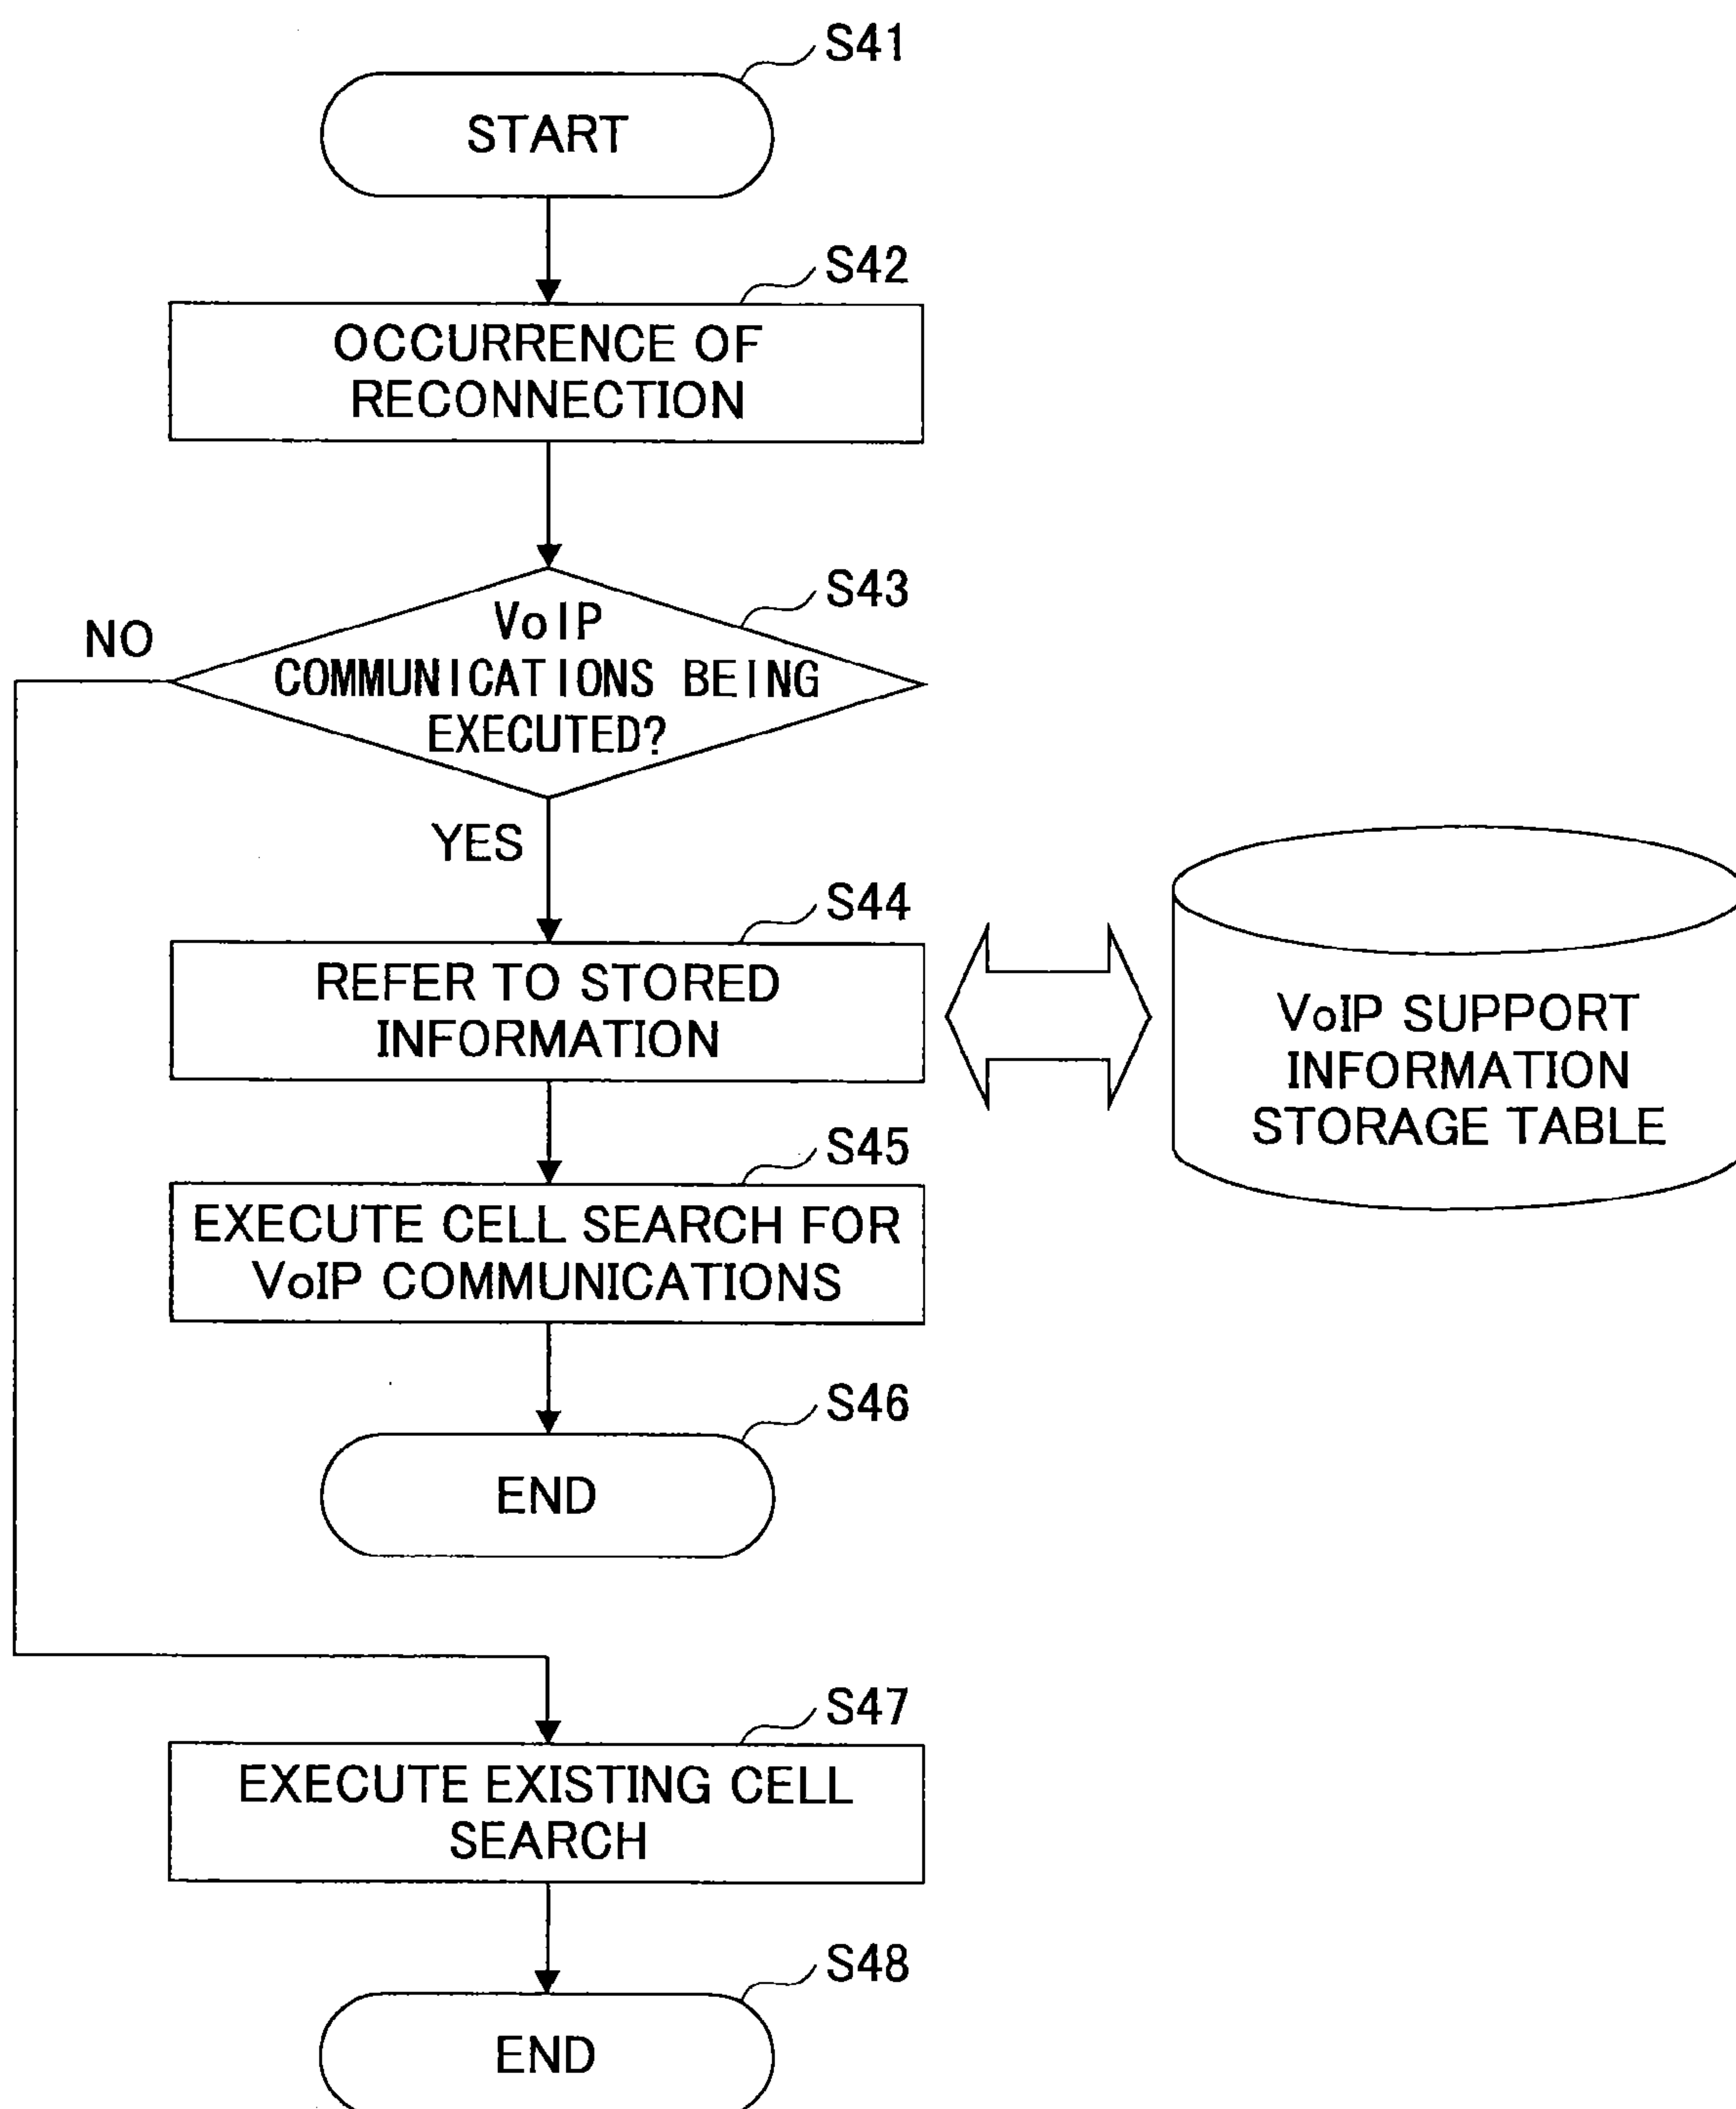 S41
START
S42
OCCURRENCE OF
RECONNECTION
S43
NO
VoIP
COMMUNICATIONS BEING
EXECUTED?
YES
S44
REFER TO STORED
INFORMATION
VoIP SUPPORT
INFORMATION
STORAGE TABLE
S45
EXECUTE CELL SEARCH FOR
VoIP COMMUNICATIONS
S46
END
S47
EXECUTE EXISTING CELL
SEARCH
S48
END